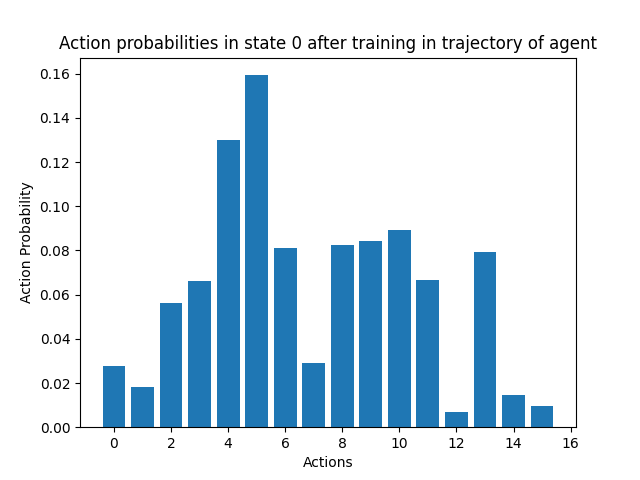 Action probabilities in state 0 after training in trajectory of agent
0.16
0.14
0.12
0.10
0.08
0.06
0.04
0.02
0.00
Action Probability
0 2 4 6 8 10 12 14 16
Actions